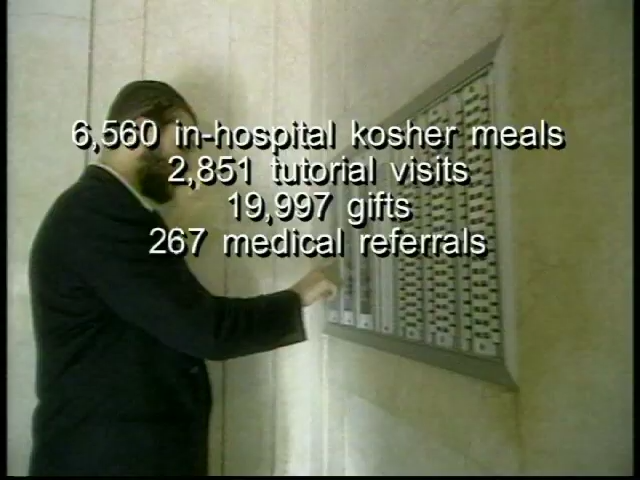 6,560 in-hospital kosher meals
2,851 tutorial visits
19,997 gifts
267 medical referrals